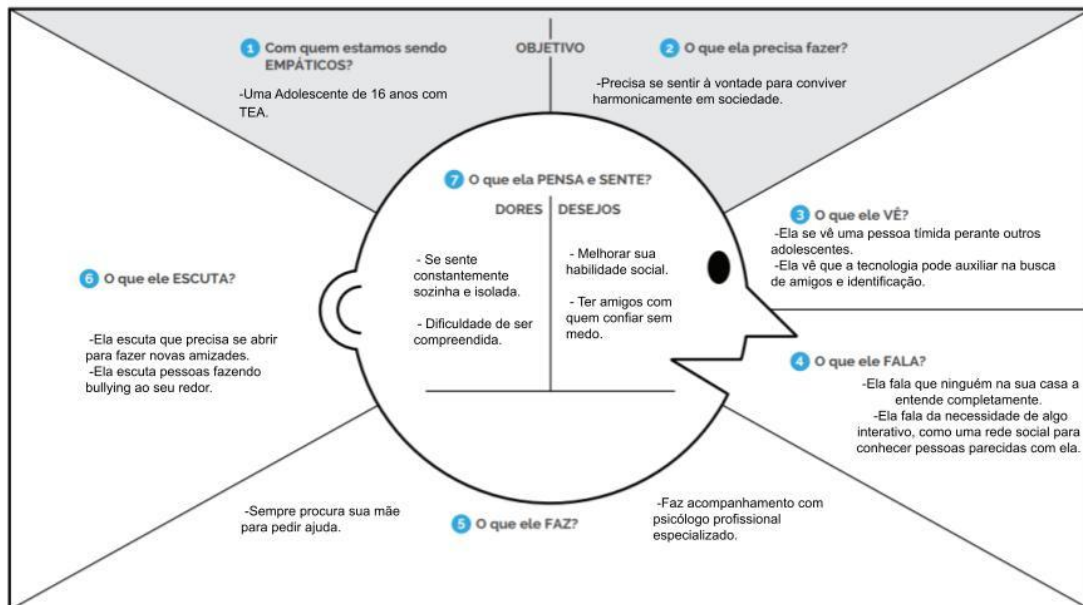 1 Com quem estamos sendo
EMPÁTICOS?
-Uma Adolescente de 16 anos com
TEA.
OBJETIVO
2 O que ela precisa fazer?
-Precisa se sentir à vontade para conviver
harmonicamente em sociedade.
7 O que ela PENSA e SENTE?
DORES
- Se sente
constantemente
sozinha e isolada.
- Dificuldade de ser
compreendida.
DESEJOS
- Melhorar sua
habilidade social.
- Ter amigos com
quem confiar sem
medo.
3 O que ele VÊ?
-Ela se vê uma pessoa tímida perante outros
adolescentes.
-Ela vê que a tecnologia pode auxiliar na busca
de amigos e identificação.
4 O que ele FALA?
-Ela fala que ninguém na sua casa a
entende completamente.
-Ela fala da necessidade de algo
interativo, como uma rede social para
conhecer pessoas parecidas com ela.
5 O que ele FAZ?
-Sempre procura sua mãe
para pedir ajuda.
-Faz acompanhamento com
psicólogo profissional
especializado.
6 O que ele ESCUTA?
-Ela escuta que precisa se abrir
para fazer novas amizades.
-Ela escuta pessoas fazendo
bullying ao seu redor.